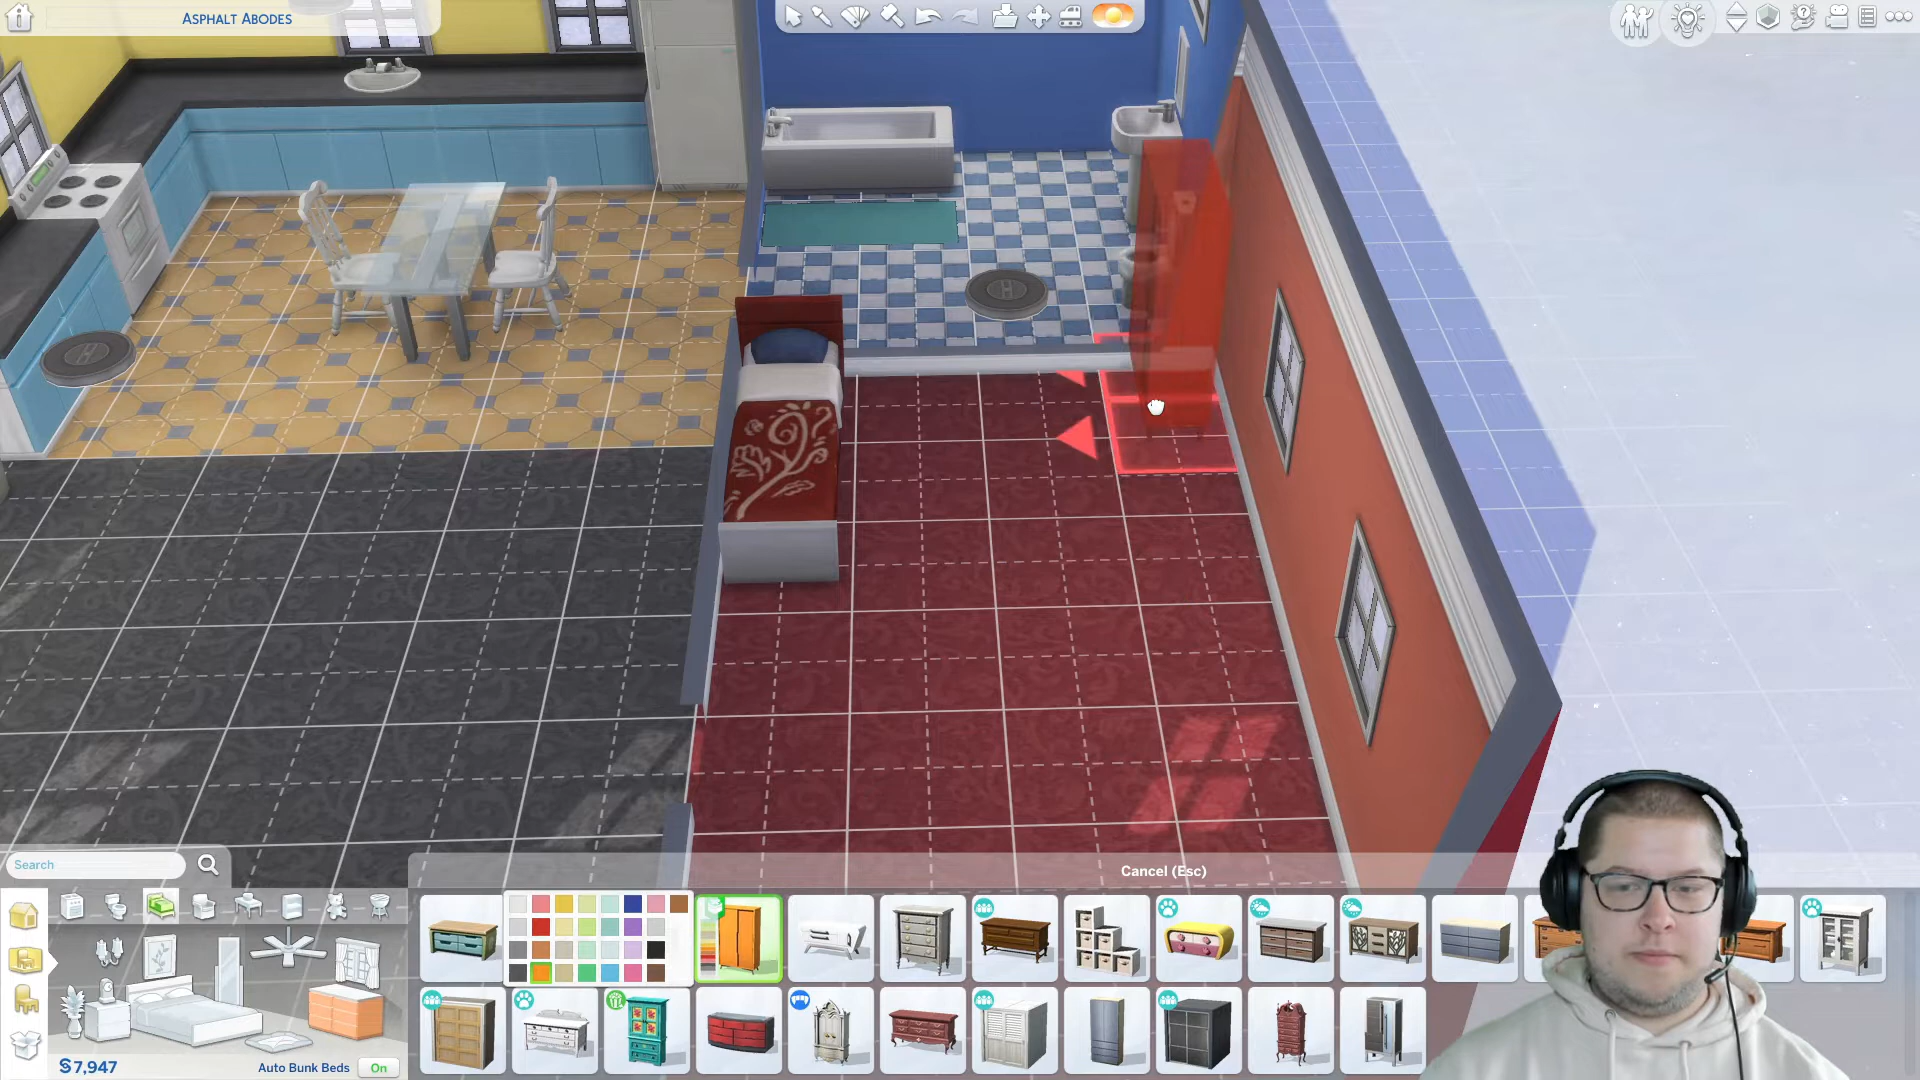 ASPHALT ABODES
Search
Cancel (Esc)
§7,947
Auto Bunk Beds On